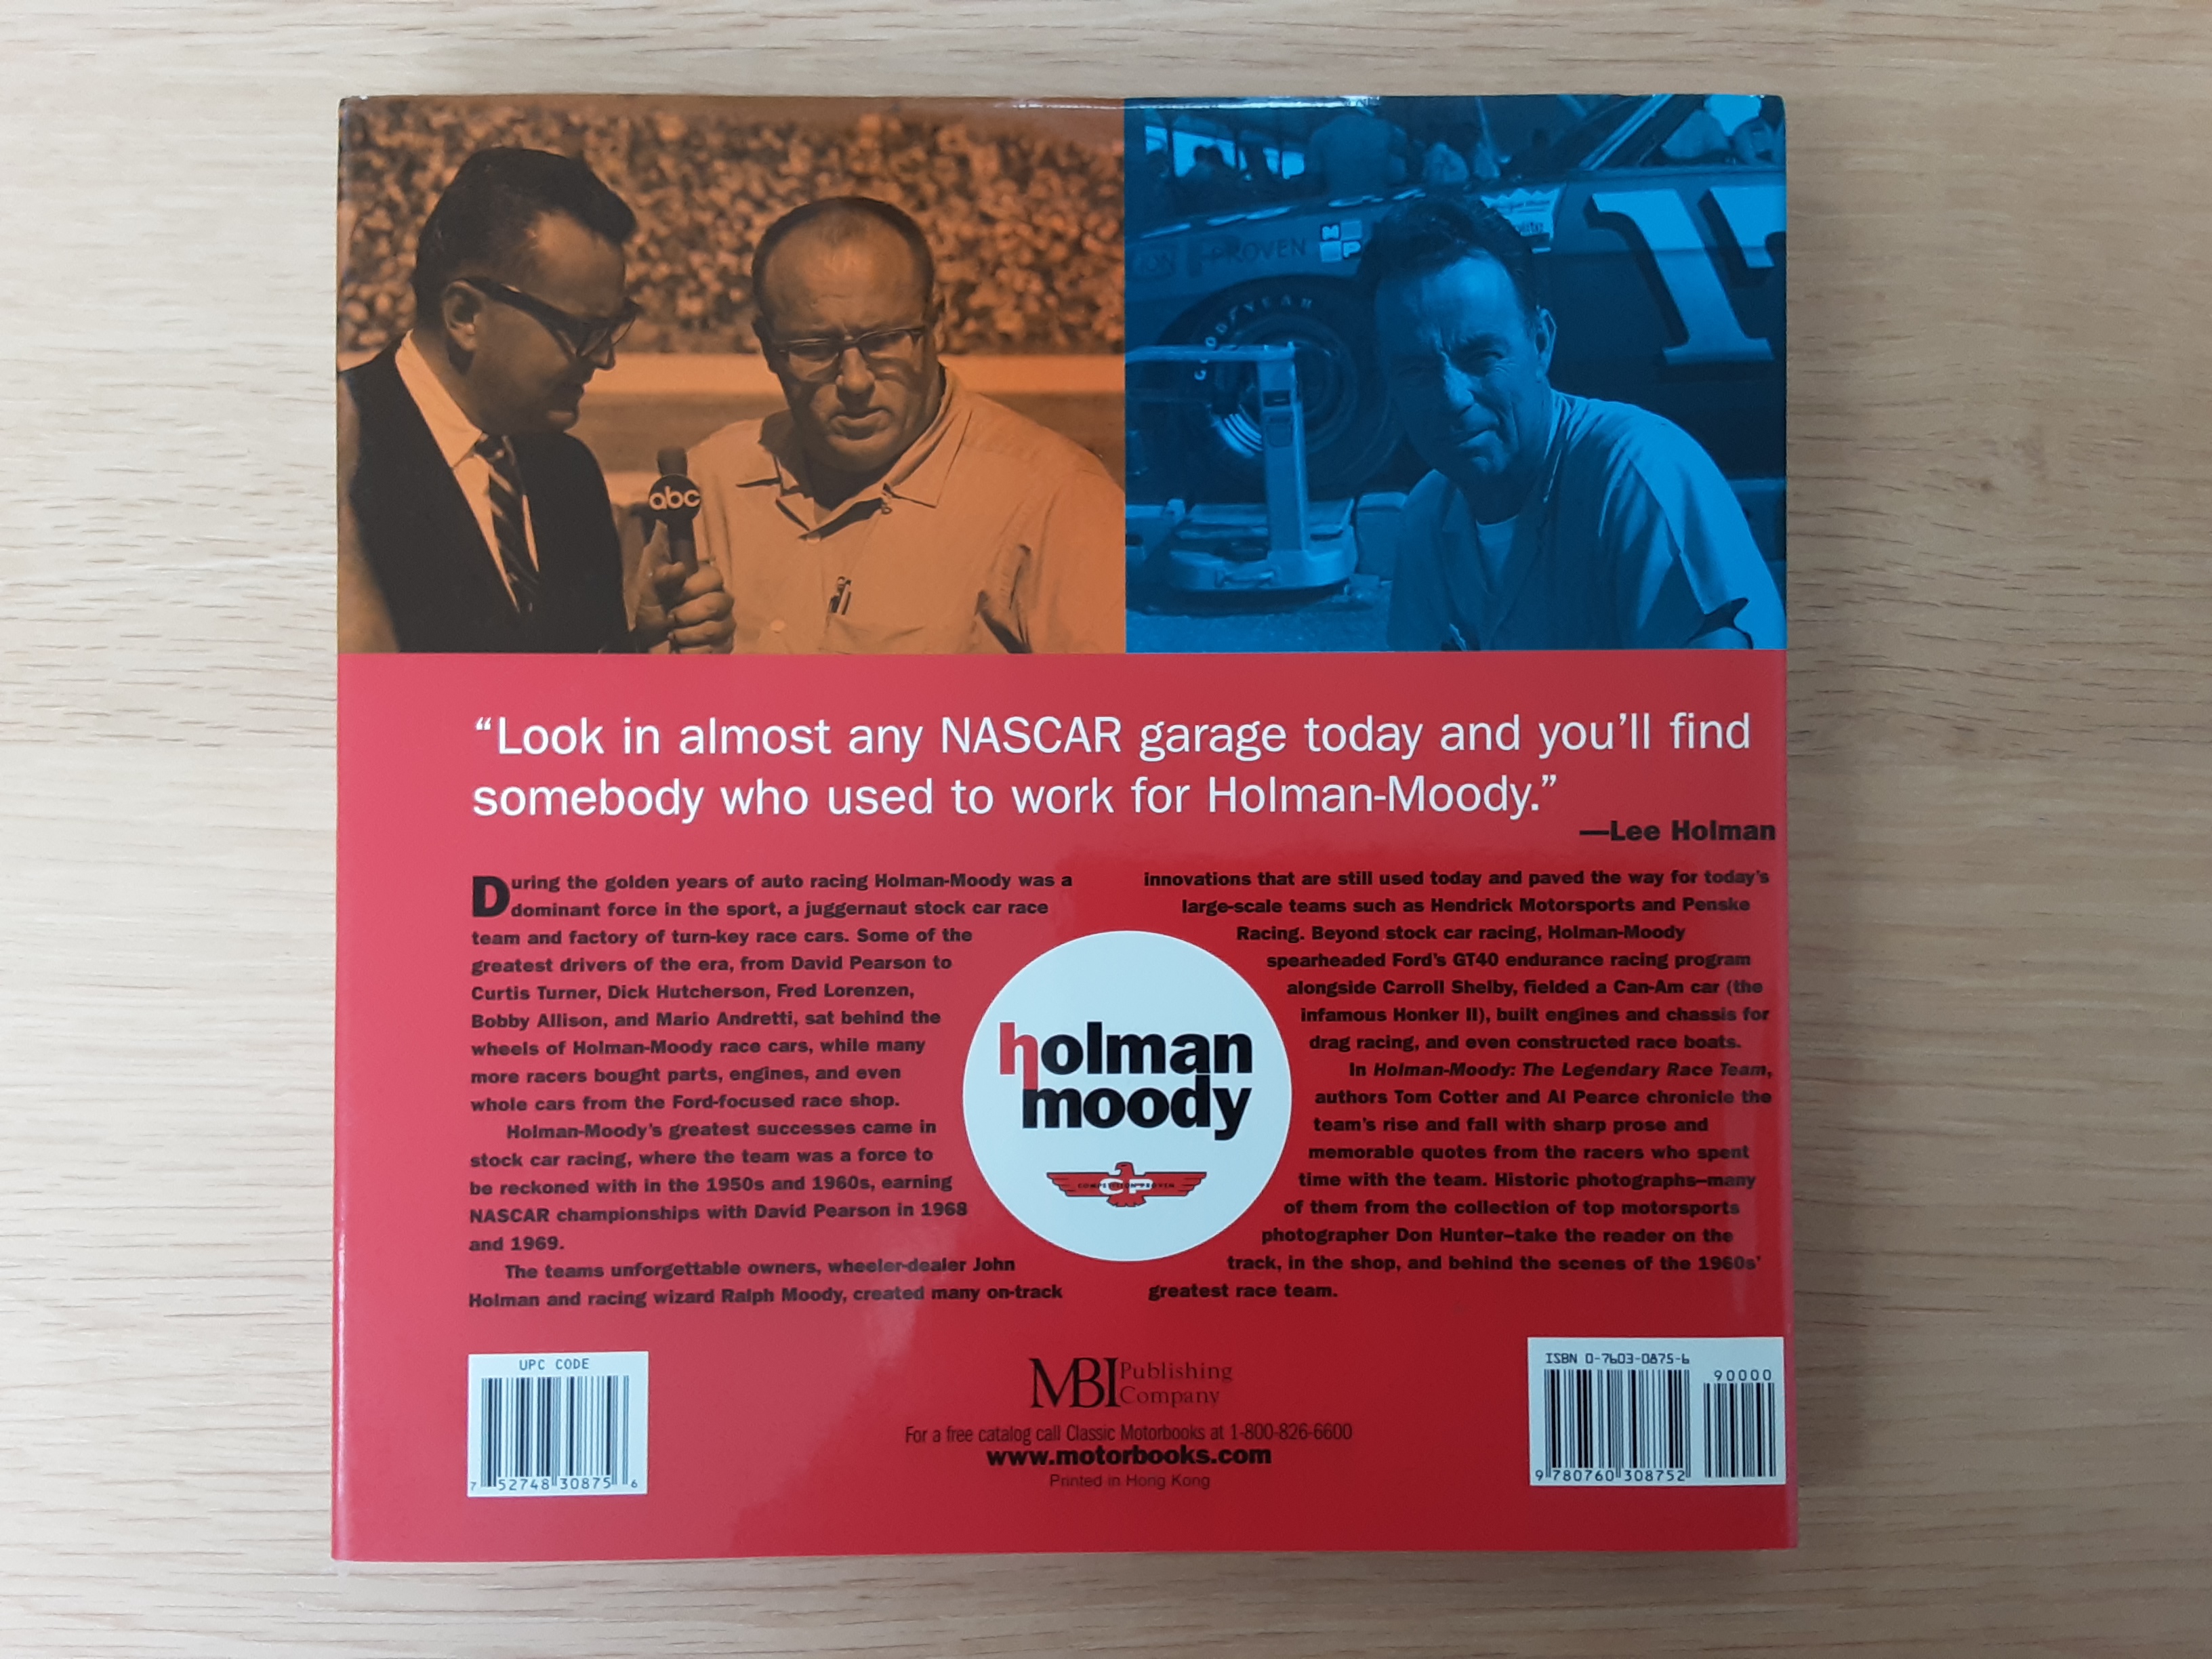 abc
PROVEN
GOODYEAR
“Look in almost any NASCAR garage today and you’ll find
somebody who used to work for Holman-Moody.”
—Lee Holman
During the golden years of auto racing Holman-Moody was a
dominant force in the sport, a juggernaut stock car race
team and factory of turn-key race cars. Some of the
greatest drivers of the era, from David Pearson to
Curtis Turner, Dick Hutcherson, Fred Lorenzen,
Bobby Allison, and Mario Andretti, sat behind the
wheels of Holman-Moody race cars, while many
more racers bought parts, engines, and even
whole cars from the Ford-focused race shop.
Holman-Moody’s greatest successes came in
stock car racing, where the team was a force to
be reckoned with in the 1950s and 1960s, earning
NASCAR championships with David Pearson in 1968
and 1969.
The teams unforgettable owners, wheeler-dealer John
Holman and racing wizard Ralph Moody, created many on-track
innovations that are still used today and paved the way for today’s
large-scale teams such as Hendrick Motorsports and Penske
Racing. Beyond stock car racing, Holman-Moody
spearheaded Ford’s GT40 endurance racing program
alongside Carroll Shelby, fielded a Can-Am car (the
infamous Honker II), built engines and chassis for
drag racing, and even constructed race boats.
In Holman-Moody: The Legendary Race Team,
authors Tom Cotter and Al Pearce chronicle the
team’s rise and fall with sharp prose and
memorable quotes from the racers who spent
time with the team. Historic photographs—many
of them from the collection of top motorsports
photographer Don Hunter—take the reader on the
track, in the shop, and behind the scenes of the 1960s’
greatest race team.
holman
moody
COMPETITION PROVEN
CP
UPC CODE
7 52748 30875 6
MBI Publishing
Company
For a free catalog call Classic Motorbooks at 1-800-826-6600
www.motorbooks.com
Printed in Hong Kong
ISBN 0-7603-0875-6
90000
9 780760 308752